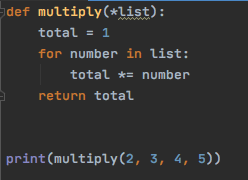 def multiply(*list):
    total = 1
    for number in list:
        total *= number
    return total
print(multiply(2, 3, 4, 5))